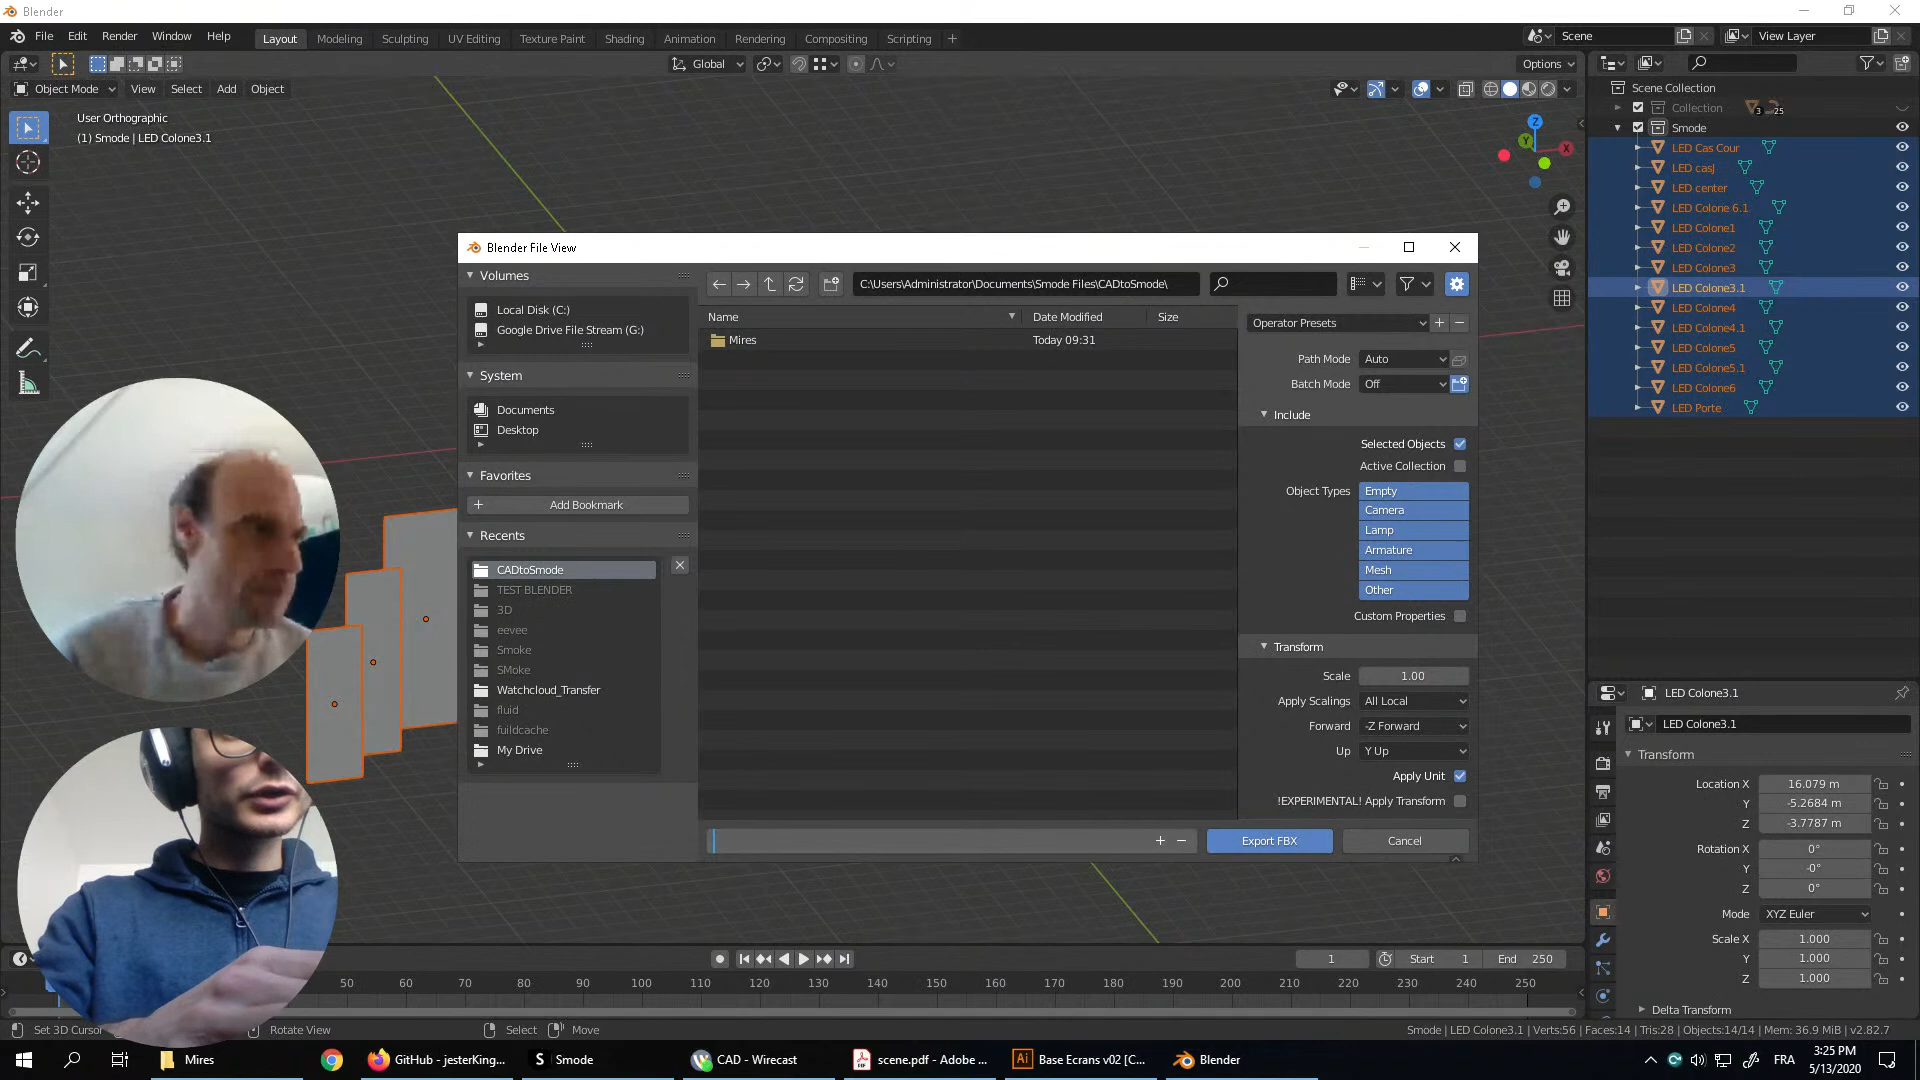 Blender
File Edit Render Window Help
Layout Modeling Sculpting UV Editing Texture Paint Shading Animation Rendering Compositing Scripting +
Scene
View Layer
Global
Options
Object Mode View Select Add Object
User Orthographic
(1) Smode | LED Colone3.1
Z
Y
X
Scene Collection
Collection 3 25
Smode
LED Cas Cour
LED casJ
LED center
LED Colone 6.1
LED Colone1
LED Colone2
LED Colone3
LED Colone3.1
LED Colone4
LED Colone4.1
LED Colone5
LED Colone5.1
LED Colone6
LED Porte
Blender File View
Volumes
Local Disk (C:)
Google Drive File Stream (G:)
System
Documents
Desktop
Favorites
Add Bookmark
Recents
CADtoSmode
TEST BLENDER
3D
eevee
Smoke
SMoke
Watchcloud_Transfer
fluid
fuildcache
My Drive
C:\Users\Administrator\Documents\Smode Files\CADtoSmode\
Name Date Modified Size
Mires Today 09:31
Operator Presets
Path Mode Auto
Batch Mode Off
Include
Selected Objects
Active Collection
Object Types Empty
Camera
Lamp
Armature
Mesh
Other
Custom Properties
Transform
Scale 1.00
Apply Scalings All Local
Forward -Z Forward
Up Y Up
Apply Unit
!EXPERIMENTAL! Apply Transform
Export FBX Cancel
LED Colone3.1
LED Colone3.1
Transform
Location X 16.079 m
Y -5.2684 m
Z -3.7787 m
Rotation X 0°
Y -0°
Z 0°
Mode XYZ Euler
Scale X 1.000
Y 1.000
Z 1.000
Delta Transform
1 Start 1 End 250
50 60 70 80 90 100 110 120 130 140 150 160 170 180 190 200 210 220 230 240 250
Set 3D Cursor Rotate View Select Move
Smode | LED Colone3.1 | Verts:56 | Faces:14 | Tris:28 | Objects:14/14 | Mem: 36.9 MiB | v2.82.7
Mires
GitHub - jesterKing...
S Smode
CAD - Wirecast
scene.pdf - Adobe ...
Ai Base Ecrans v02 [C...
Blender
FRA
3:25 PM
5/13/2020